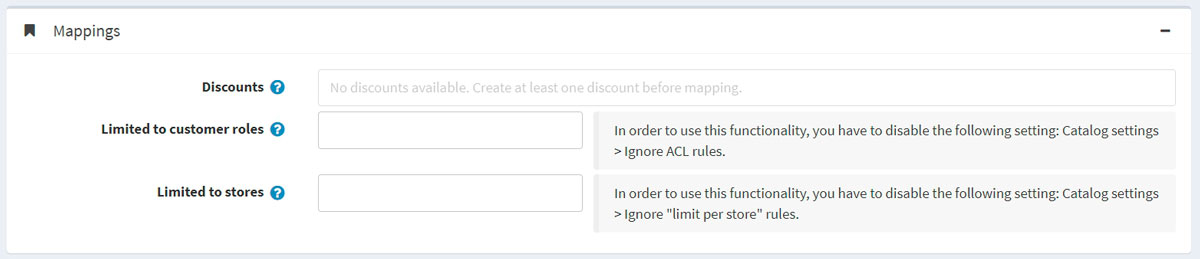 Mappings
Discounts
No discounts available. Create at least one discount before mapping.
Limited to customer roles
In order to use this functionality, you have to disable the following setting: Catalog settings
> Ignore ACL rules.
Limited to stores
In order to use this functionality, you have to disable the following setting: Catalog settings
> Ignore "limit per store" rules.